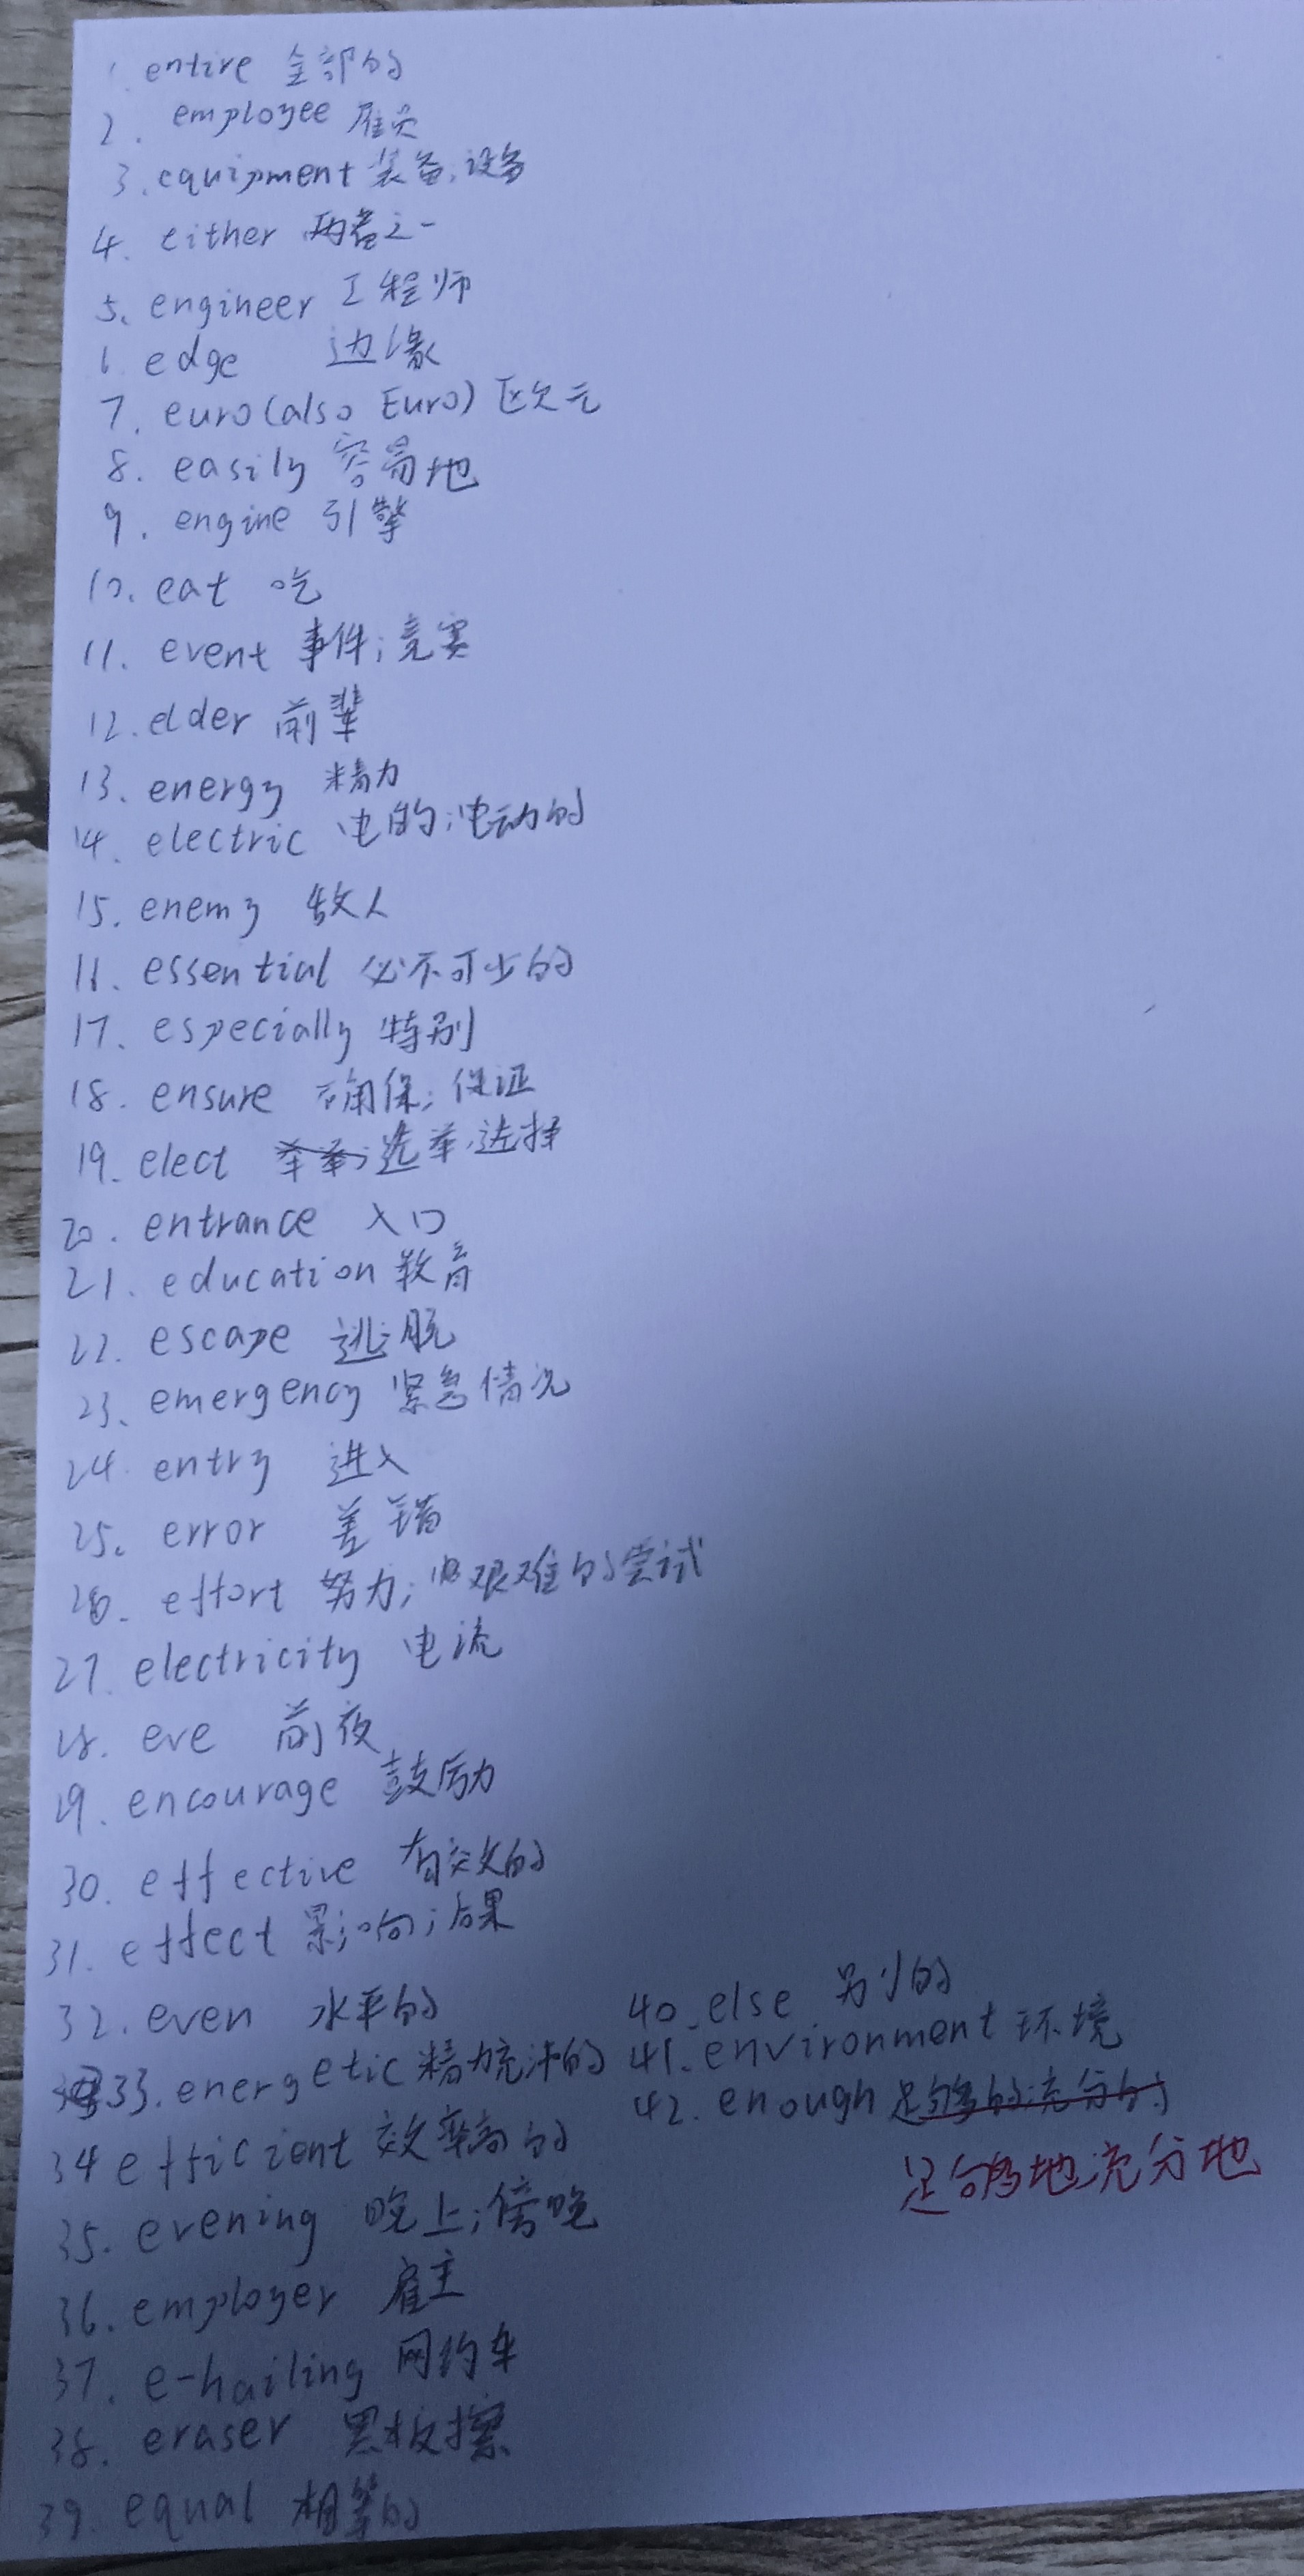 1. entire 全部的
2. employee 雇员
3. equipment 装备,设备
4. either 两者之一
5. engineer 工程师
6. edge 边缘
7. euro(also Euro) 欧元
8. easily 容易地
9. engine 引擎
10. eat 吃
11. event 事件;竞赛
12. elder 前辈
13. energy 精力
14. electric 电的;电动的
15. enemy 敌人
16. essential 必不可少的
17. especially 特别
18. ensure 确保;保证
19. elect 选举,选择
20. entrance 入口
21. education 教育
22. escape 逃脱
23. emergency 紧急情况
24. entry 进入
25. error 差错
26. effort 努力;艰难的尝试
27. electricity 电流
28. eve 前夜
29. encourage 鼓励
30. effective 有效的
31. effect 影响;后果
32. even 水平的
33. energetic 精力充沛的
34 efficient 效率高的
35. evening 晚上;傍晚
36. employer 雇主
37. e-hailing 网约车
38. eraser 黑板擦
39. equal 相等的
40. else 别的
41. environment 环境
42. enough 足够的充分的
足够地充分地